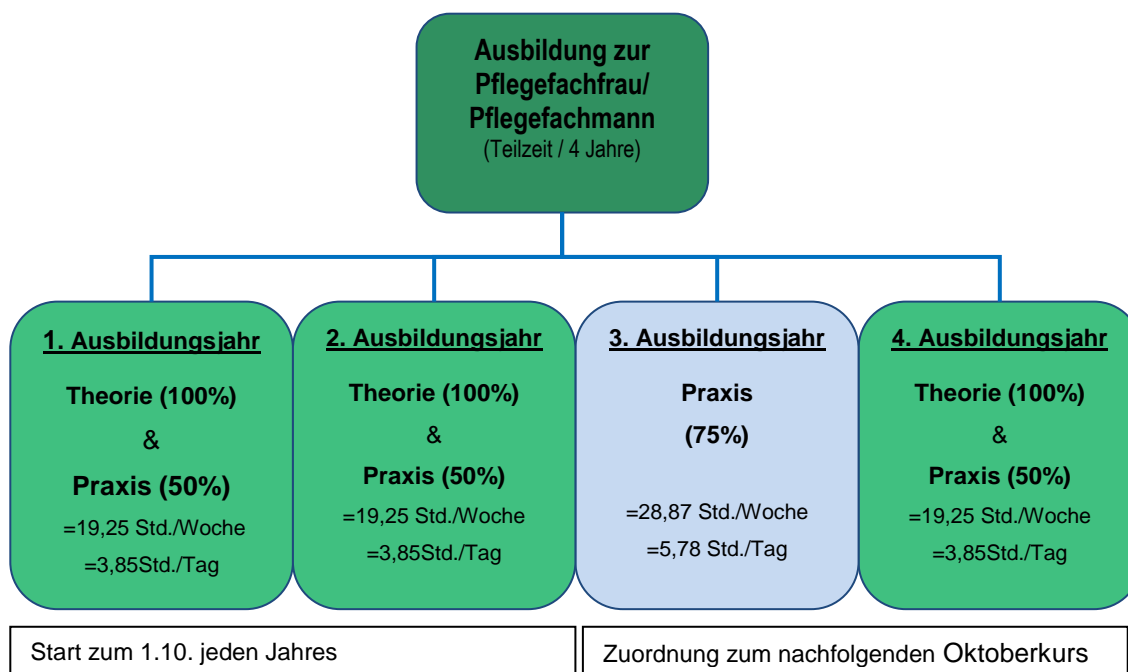 Ausbildung zur
Pflegefachfrau/
Pflegefachmann
(Teilzeit / 4 Jahre)
1. Ausbildungsjahr
Theorie (100%)
&
Praxis (50%)
=19,25 Std./Woche
=3,85Std./Tag
2. Ausbildungsjahr
Theorie (100%)
&
Praxis (50%)
=19,25 Std./Woche
=3,85Std./Tag
3. Ausbildungsjahr
Praxis
(75%)
=28,87 Std./Woche
=5,78 Std./Tag
4. Ausbildungsjahr
Theorie (100%)
&
Praxis (50%)
=19,25 Std./Woche
=3,85Std./Tag
Start zum 1.10. jeden Jahres
Zuordnung zum nachfolgenden Oktoberkurs